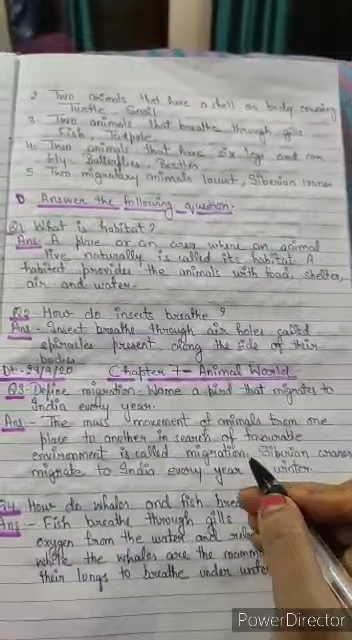 2. Two animals that have a shell as body covering
Turtle, Snail
3. Two animals that breathe through gills
Fish, Tadpole
4. Two animals that have six legs and can
fly- Butterflies, Beetles
5. Two migratory animals locust, Siberian cranes
D Answer the following question.
Q1 What is habitat?
Ans: A place or an area where an animal
live naturally is called its habitat. A
habitat provides the animals with food, shelter,
air and water.
Q2 How do insects breathe?
Ans- Insect breathe through air holes called
spiracles present along the side of their
bodies
Dt- 24/9/20 Chapter 7- Animal World
Q3- Define migration. Name a bird that migrates to
India every year.
Ans- The mass movement of animals from one
place to another in search of favourable
environment is called migration. Siberian cranes
migrate to India every year winter.
Q4- How do whales and fish
Ans- Fish breathe through gills
oxygen from the water and
while the whales are the
their lungs to breathe under
PowerDirector